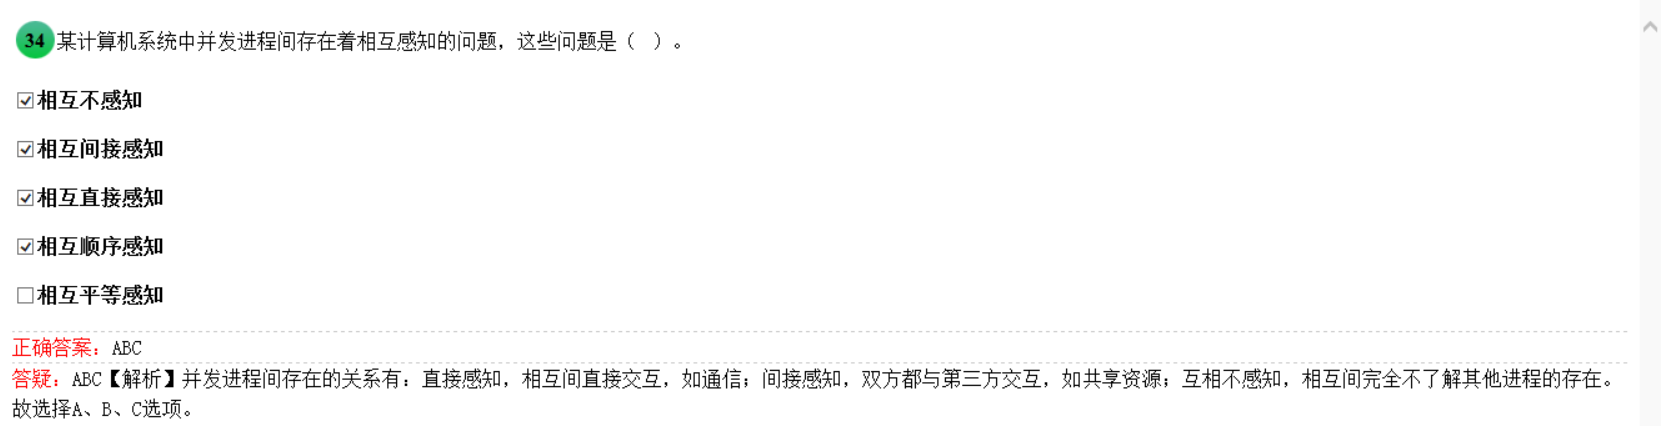 34 某计算机系统中并发进程间存在着相互感知的问题，这些问题是（ ）。
相互不感知
相互间接感知
相互直接感知
相互顺序感知
相互平等感知
正确答案：ABC
答疑：ABC【解析】并发进程间存在的关系有：直接感知，相互间直接交互，如通信；间接感知，双方都与第三方交互，如共享资源；互相不感知，相互间完全不了解其他进程的存在。
故选择A、B、C选项。